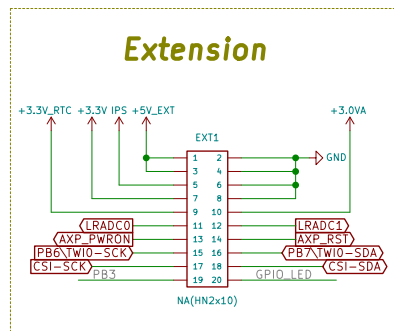 Extension
+3.3V_RTC +3.3V IPS +5V_EXT +3.0VA
EXT1
1 2 GND
3 4
5 6
7 8
9 10
LRADC0 11 12 LRADC1
AXP_PWRON 13 14 AXP_RST
PB6\TWI0-SCK 15 16 PB7\TWI0-SDA
CSI-SCK 17 18 CSI-SDA
PB3 19 20 GPIO_LED
NA(HN2x10)